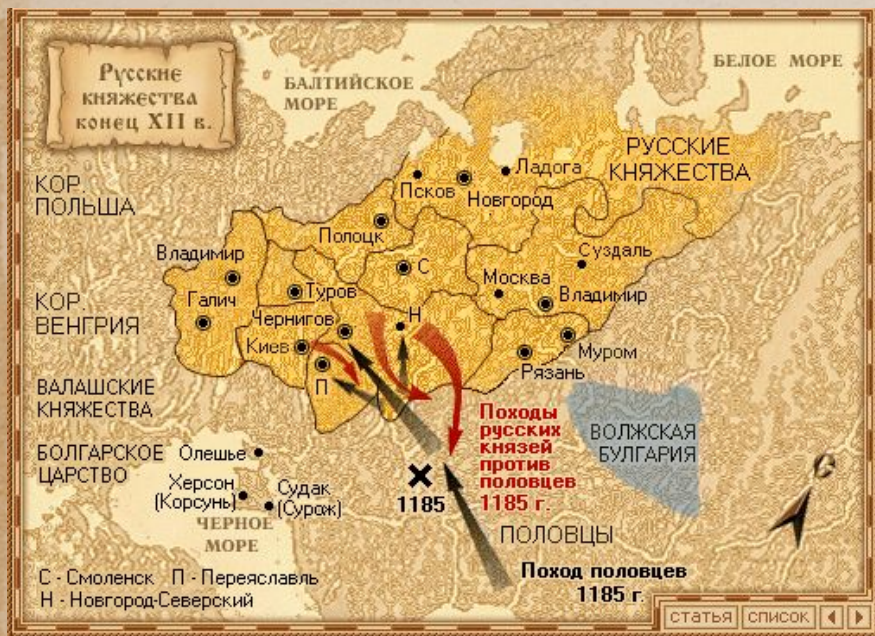 Русские
княжества
конец XII в.
БАЛТИЙСКОЕ
МОРЕ
БЕЛОЕ МОРЕ
РУССКИЕ
КНЯЖЕСТВА
КОР.
ПОЛЬША
Псков
Ладога
Новгород
Полоцк
Владимир
С
Суздаль
Москва
Галич
Туров
Владимир
КОР.
ВЕНГРИЯ
Чернигов
Н
Киев
Муром
Рязань
П
ВАЛАШСКИЕ
КНЯЖЕСТВА
Походы
русских
князей
против
половцев
1185 г.
ВОЛЖСКАЯ
БУЛГАРИЯ
БОЛГАРСКОЕ
ЦАРСТВО
Олешье
Херсон
(Корсунь)
Судак
(Сурож)
1185
С
ЧЕРНОЕ
МОРЕ
ПОЛОВЦЫ
Поход половцев
1185 г.
С - Смоленск П - Переяславль
Н - Новгород-Северский
статья список